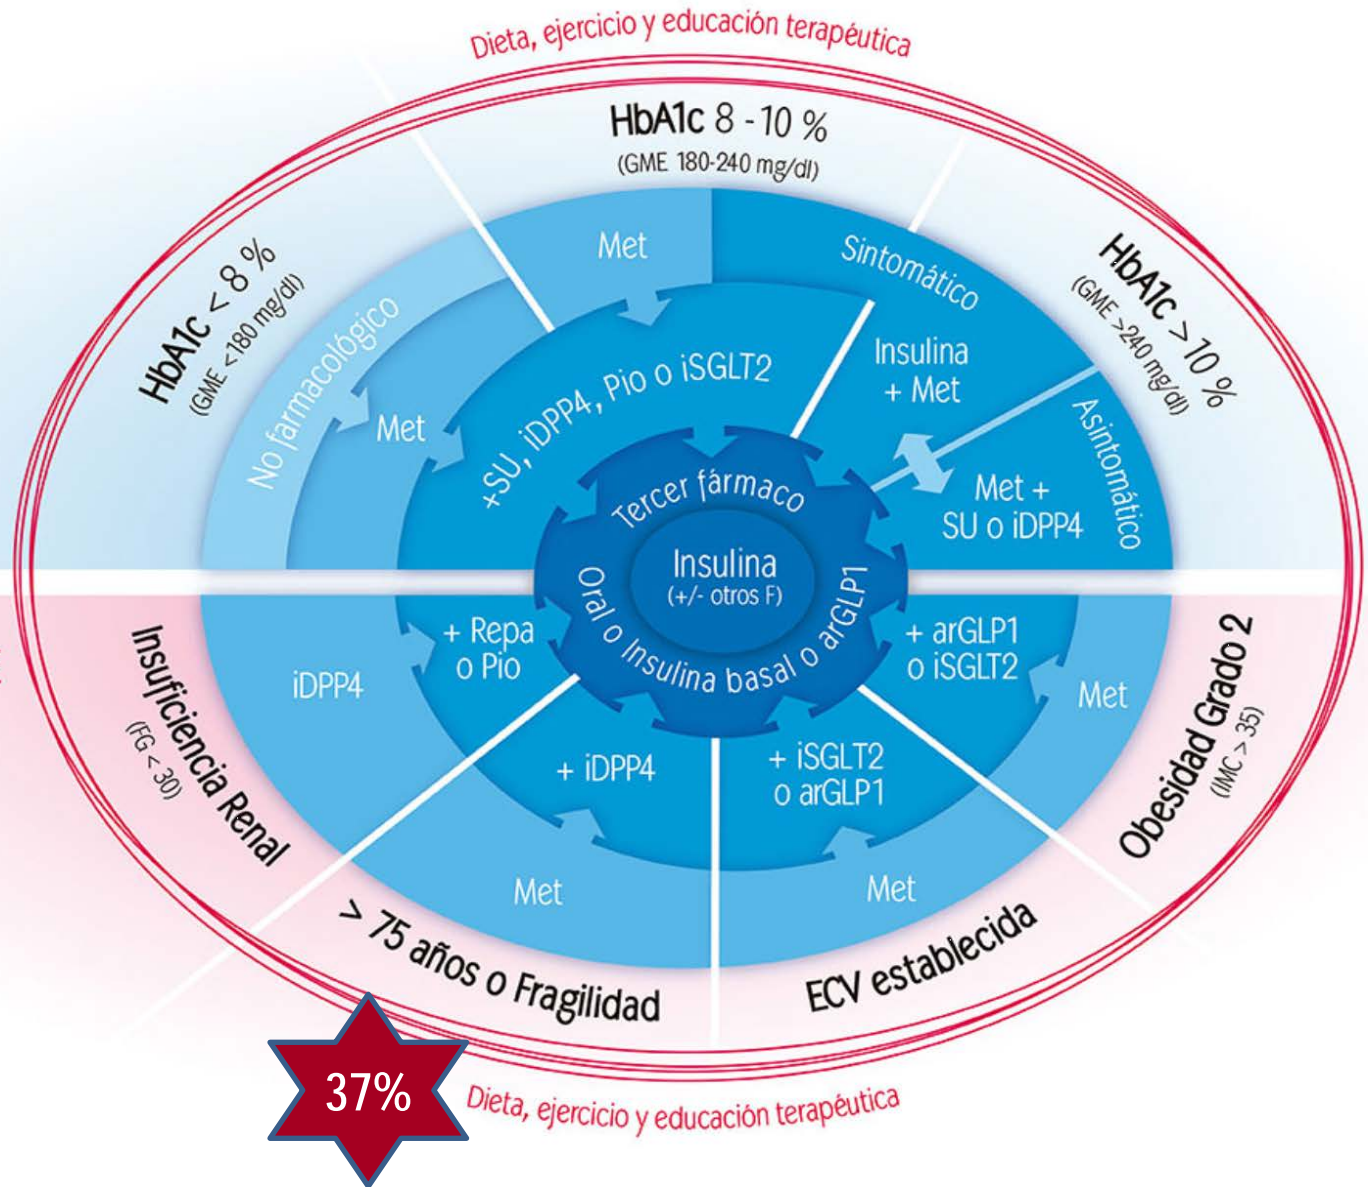 Dieta, ejercicio y educación terapéutica
HbA1c 8 - 10 %
(GME 180-240 mg/dl)
HbA1c < 8 %
(GME <180 mg/dl)
HbA1c > 10 %
(GME >240 mg/dl)
No farmacológico
Met
Met
+SU, iDPP4, Pio o iSGLT2
Sintomático
Insulina
+ Met
Asintomático
Met +
SU o iDPP4
Tercer fármaco
Insulina
(+/- otros F)
Oral o Insulina basal o arGLP1
Insuficiencia Renal
(FG < 30)
iDPP4
+ Repa
o Pio
> 75 años o Fragilidad
Met
+ iDPP4
ECV establecida
Met
+ iSGLT2
o arGLP1
Obesidad Grado 2
(IMC > 35)
Met
+ arGLP1
o iSGLT2
37%
Dieta, ejercicio y educación terapéutica